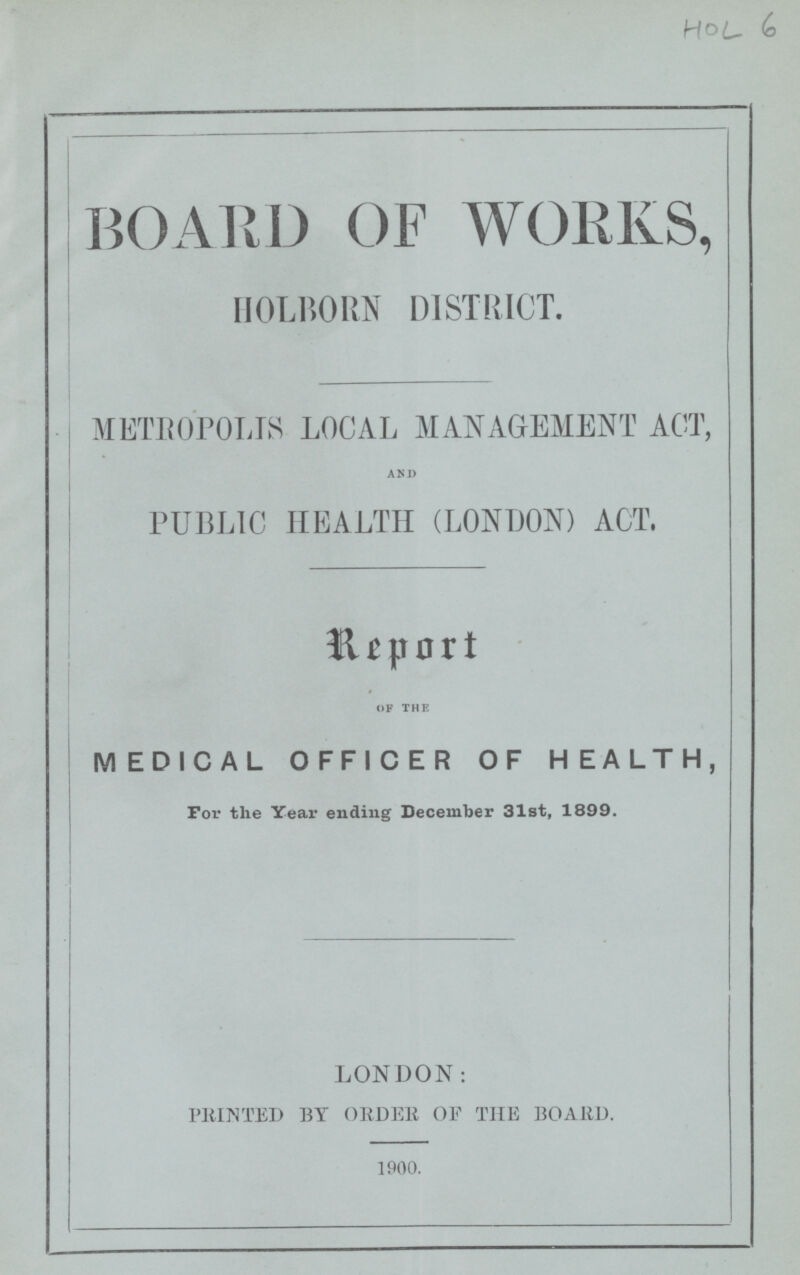 HOL 6
BOARD OF WORKS,
HOLBORN DISTRICT.
METROPOLIS LOCAL MANAGEMENT ACT,
AND
PUBLIC HEALTH (LONDON) ACT.
Report
OF THE
MEDICAL OFFICER OF HEALTH,
For the Year ending December 31st, 1899.
LONDON:
PRINTED BY ORDER OF THE BOARD.
1900.